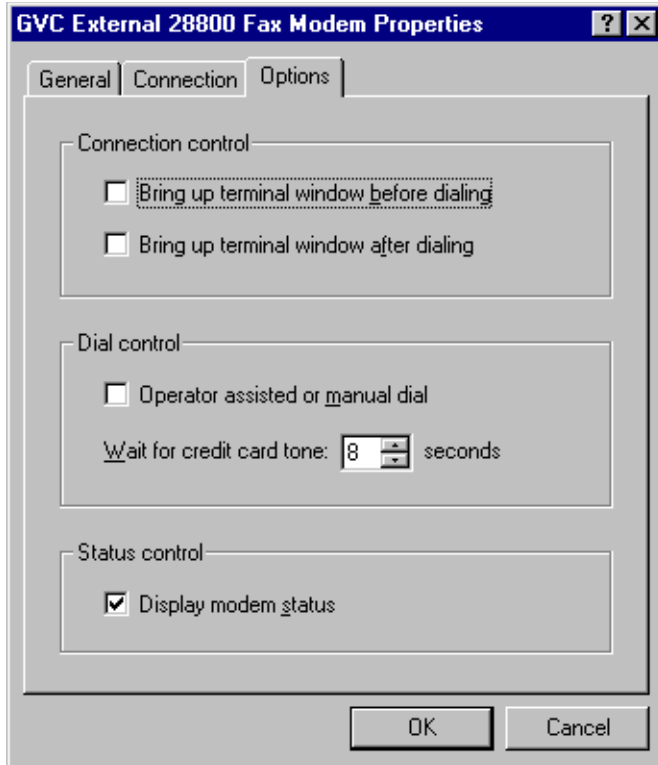 GVC External 28800 Fax Modem Properties ? 
General Connection Options
Connection control
Bring up terminal window before dialing
Bring up terminal window after dialing
Dial control
Operator assisted or manual dial
Wait for credit card tone: 8 seconds
Status control
Display modem status
OK Cancel